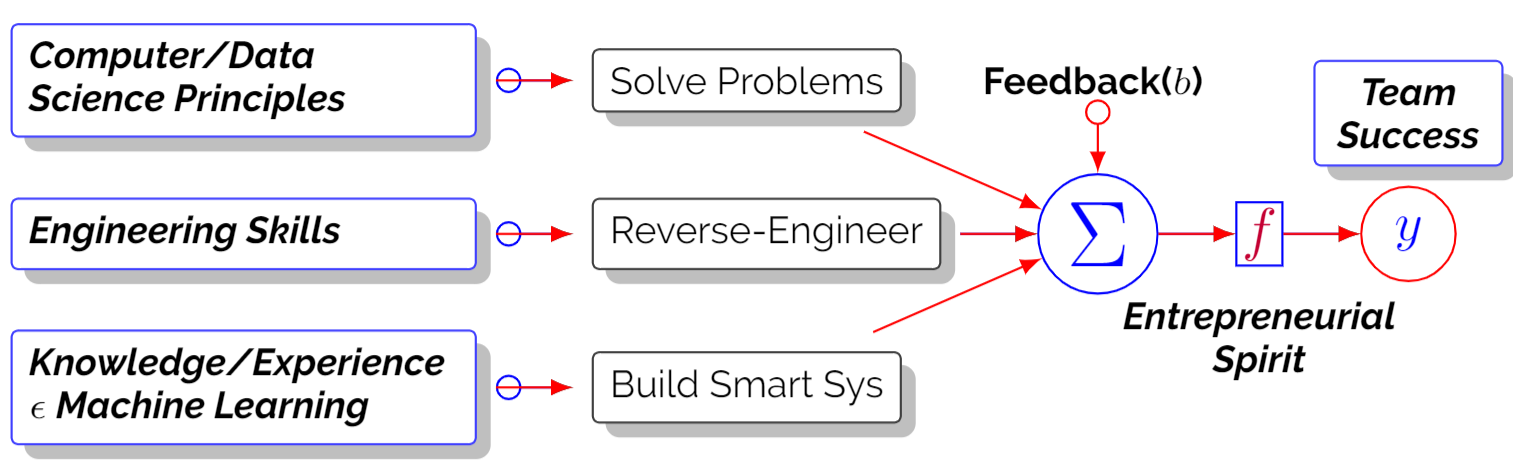 Computer/Data
Science Principles
Solve Problems
Feedback(b)
Team
Success
Engineering Skills
Reverse-Engineer
∑
f
y
Entrepreneurial
Spirit
Knowledge/Experience
ϵ Machine Learning
Build Smart Sys